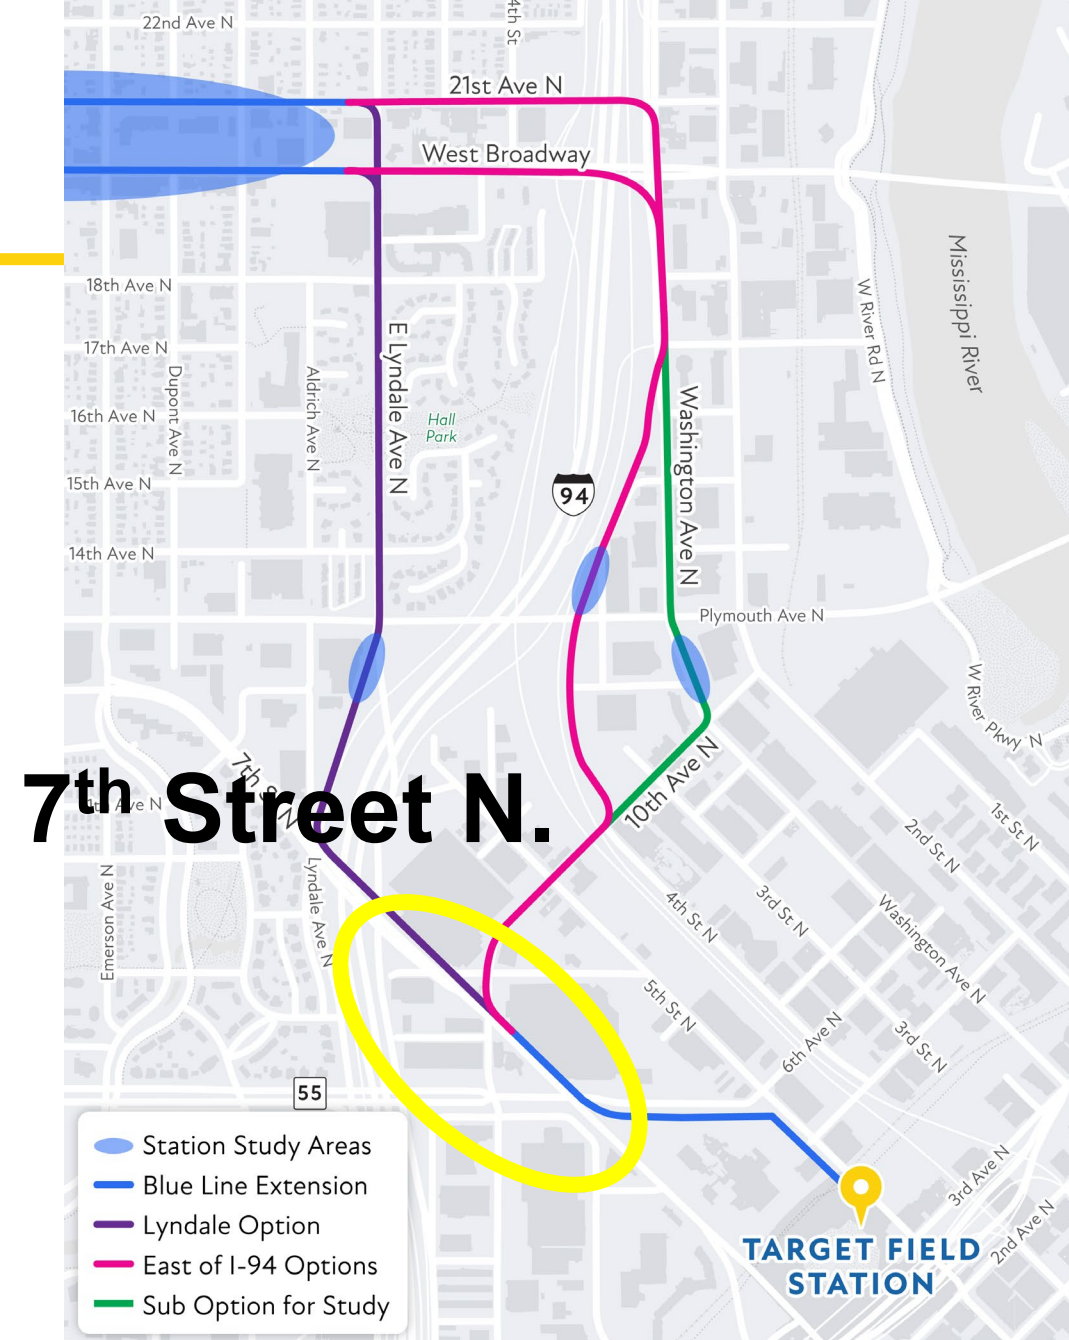 22nd Ave N
4th St
21st Ave N
West Broadway
18th Ave N
17th Ave N
16th Ave N
15th Ave N
14th Ave N
Dupont Ave N
Aldrich Ave N
E Lyndale Ave N
Hall
Park
94
Washington Ave N
W River Rd N
Mississippi River
Plymouth Ave N
W River Pkwy N
7th St N
7th Street N.
Ave N
10th Ave N
1st St N
2nd St N
3rd St N
4th St N
Washington Ave N
Emerson Ave N
Lyndale Ave N
5th St N
6th Ave N
3rd St N
55
3rd Ave N
2nd Ave N
TARGET FIELD
STATION
Station Study Areas
Blue Line Extension
Lyndale Option
East of I-94 Options
Sub Option for Study